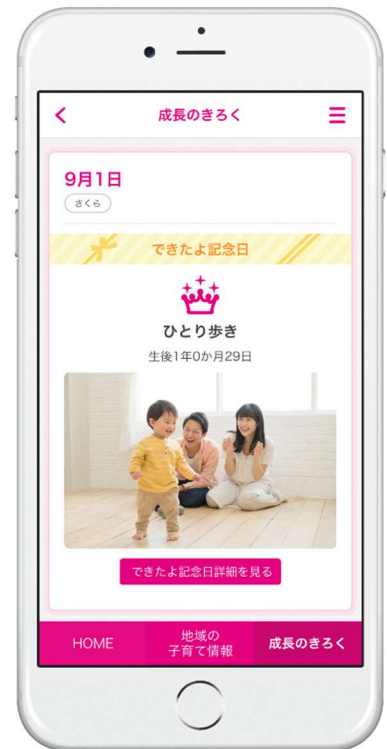 成長のきろく
9月1日
さくら
できたよ記念日
ひとり歩き
生後1年0か月29日
できたよ記念日詳細を見る
HOME
地域の
子育て情報
成長のきろく